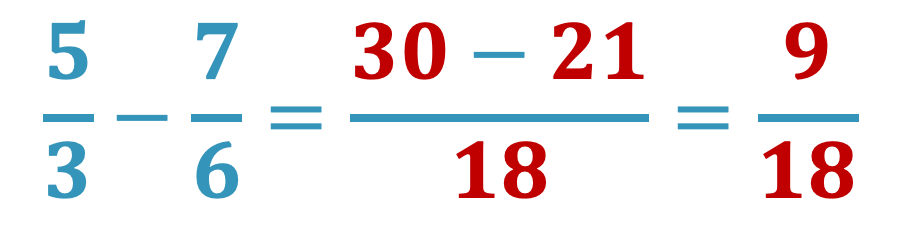 5/3 − 7/6 = (30 − 21)/18 = 9/18